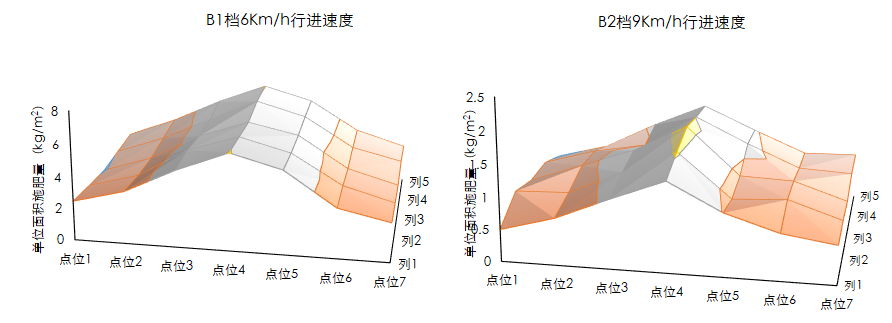 B1档6Km/h行进速度
单位面积施肥量（kg/m²）
8
6
4
2
0
点位1
点位2
点位3
点位4
点位5
点位6
点位7
列5
列4
列3
列2
列1
B2档9Km/h行进速度
单位面积施肥量（kg/m²）
2.5
2
1.5
1
0.5
0
点位1
点位2
点位3
点位4
点位5
点位6
点位7
列5
列4
列3
列2
列1